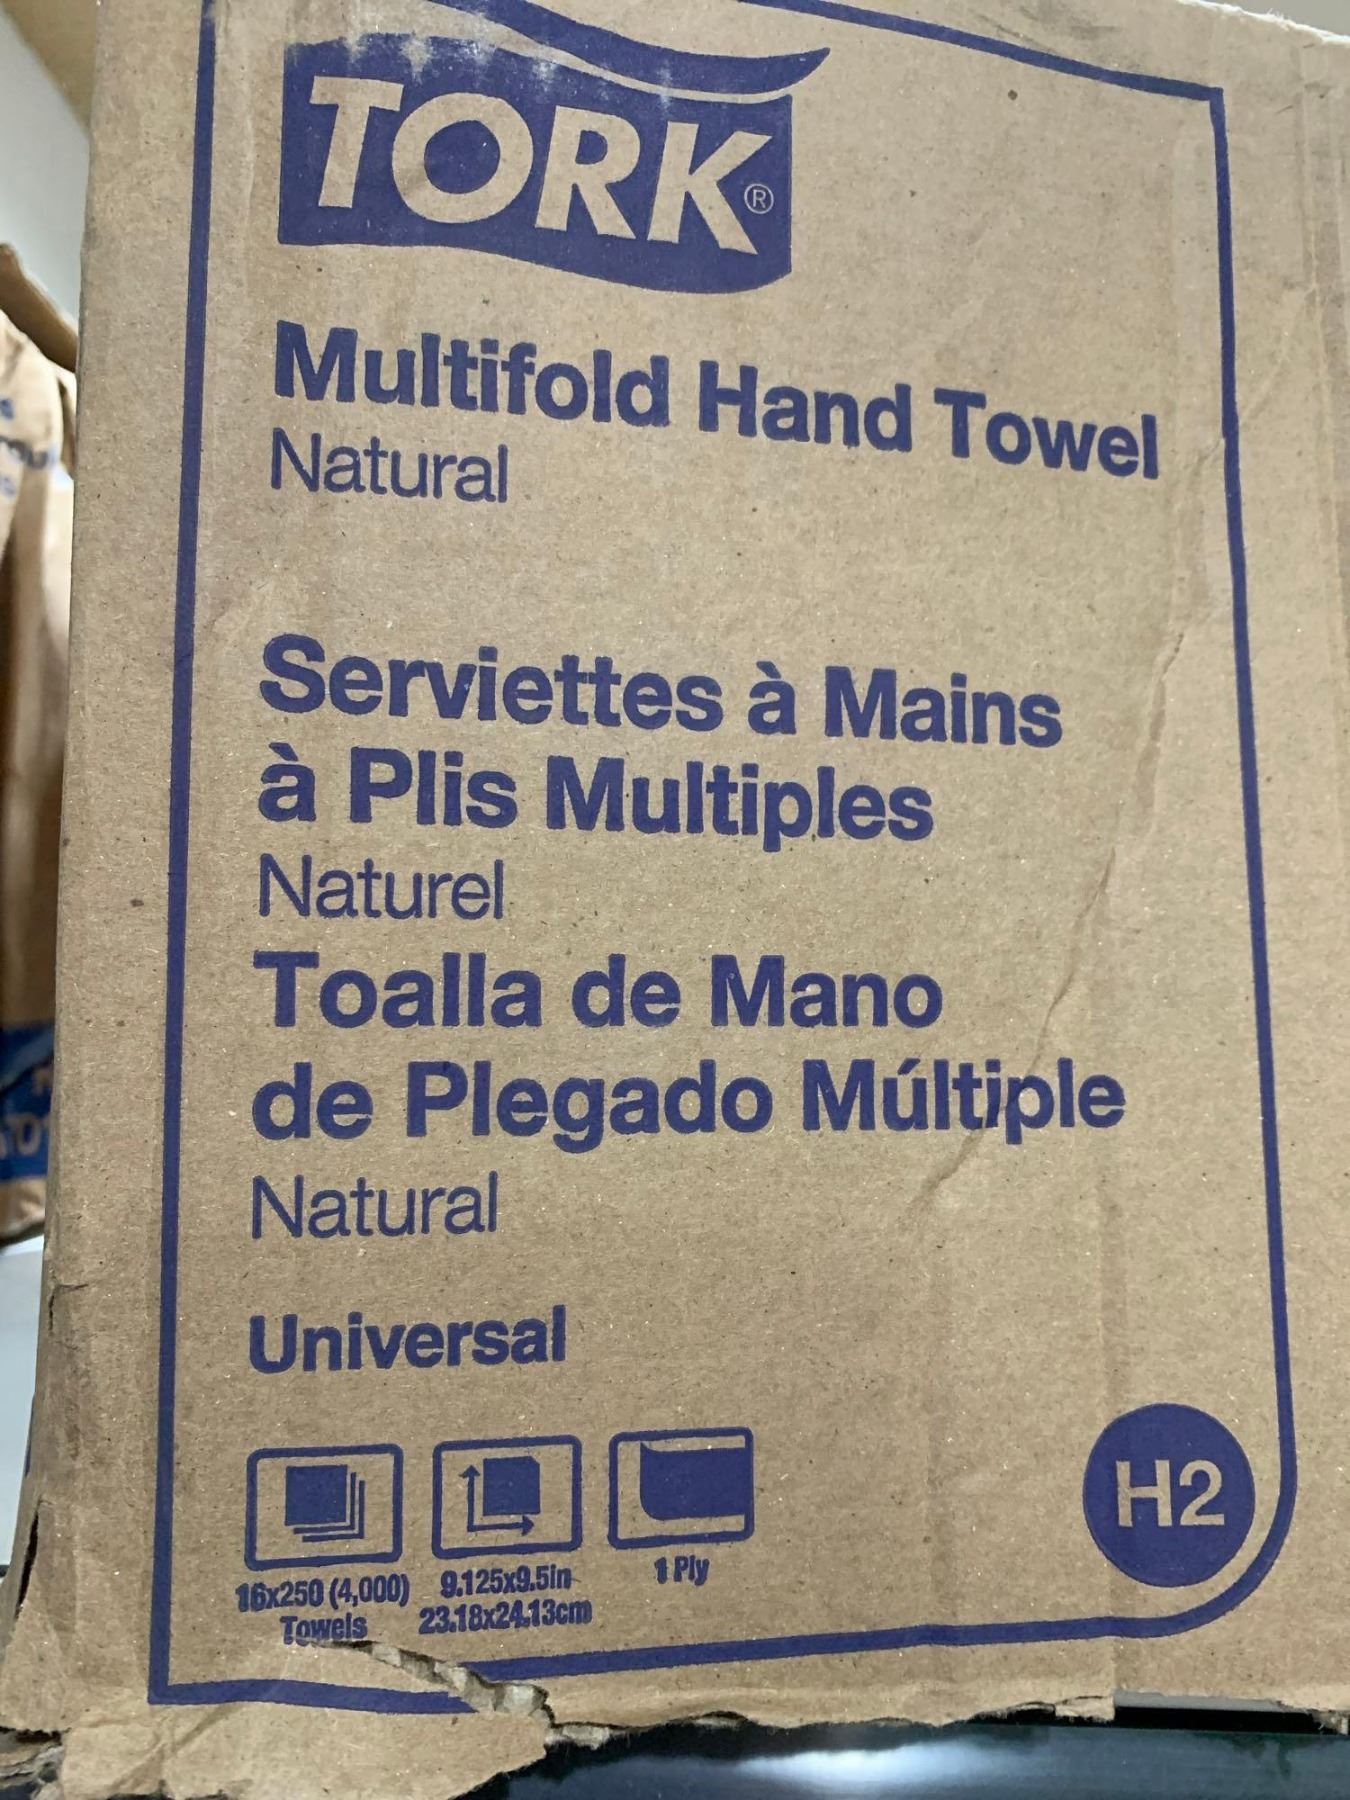 TORK®
Multifold Hand Towel
Natural
Serviettes à Mains
à Plis Multiples
Naturel
Toalla de Mano
de Plegado Múltiple
Natural
Universal
16x250 (4,000)
Towels
9.125x9.5in
23.18x24.13cm
1 Ply
H2